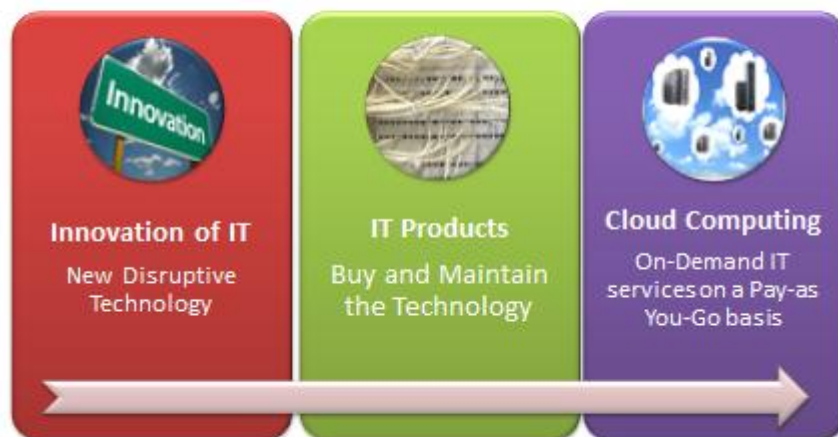 Innovation
Innovation of IT
New Disruptive
Technology
IT Products
Buy and Maintain
the Technology
Cloud Computing
On-Demand IT
services on a Pay-as
You-Go basis